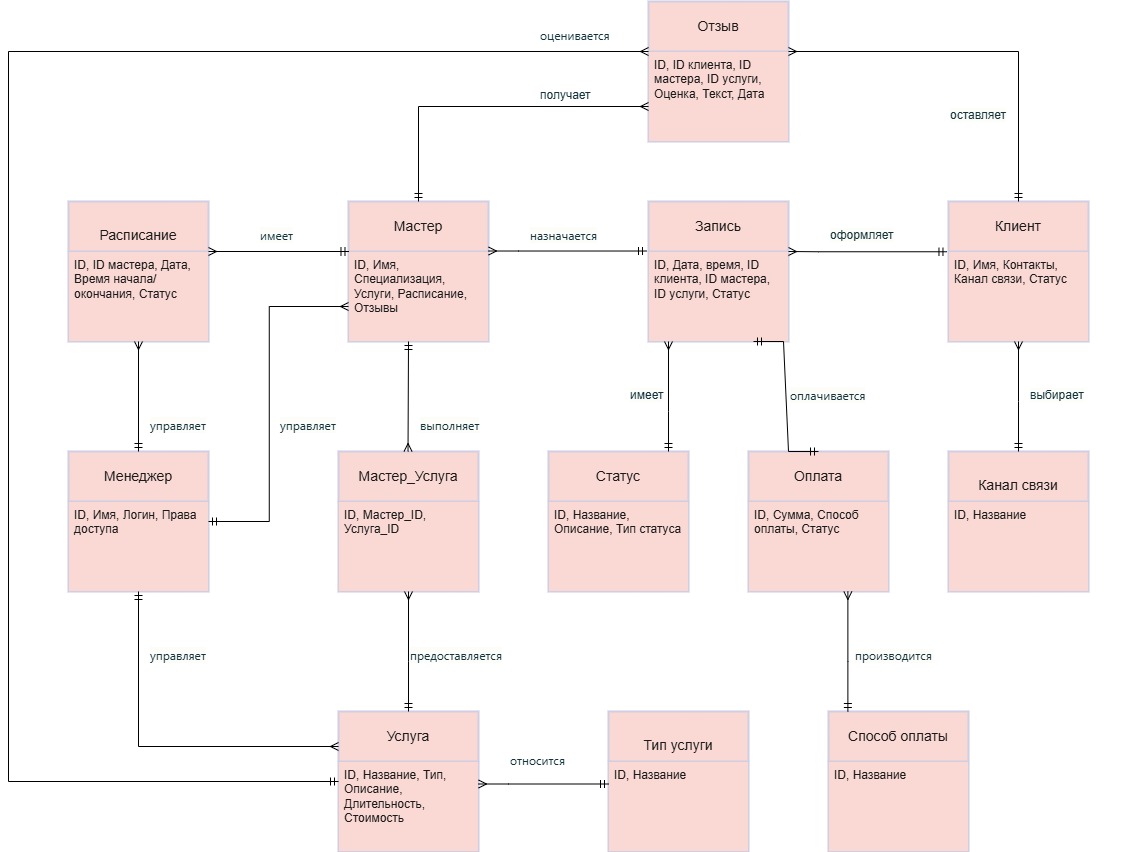 Отзыв
оценивается
ID, ID клиента, ID
мастера, ID услуги,
Оценка, Текст, Дата
получает
оставляет
Расписание
имеет
Мастер
назначается
Запись
оформляет
Клиент
ID, ID мастера, Дата,
Время начала/
окончания, Статус
ID, Имя,
Специализация,
Услуги, Расписание,
Отзывы
ID, Дата, время, ID
клиента, ID мастера,
ID услуги, Статус
ID, Имя, Контакты,
Канал связи, Статус
управляет
управляет
выполняет
имеет
оплачивается
выбирает
Менеджер
Мастер_Услуга
Статус
Оплата
Канал связи
ID, Имя, Логин, Права
доступа
ID, Мастер_ID,
Услуга_ID
ID, Название,
Описание, Тип статуса
ID, Сумма, Способ
оплаты, Статус
ID, Название
управляет
предоставляется
производится
Услуга
относится
Тип услуги
Способ оплаты
ID, Название, Тип,
Описание,
Длительность,
Стоимость
ID, Название
ID, Название